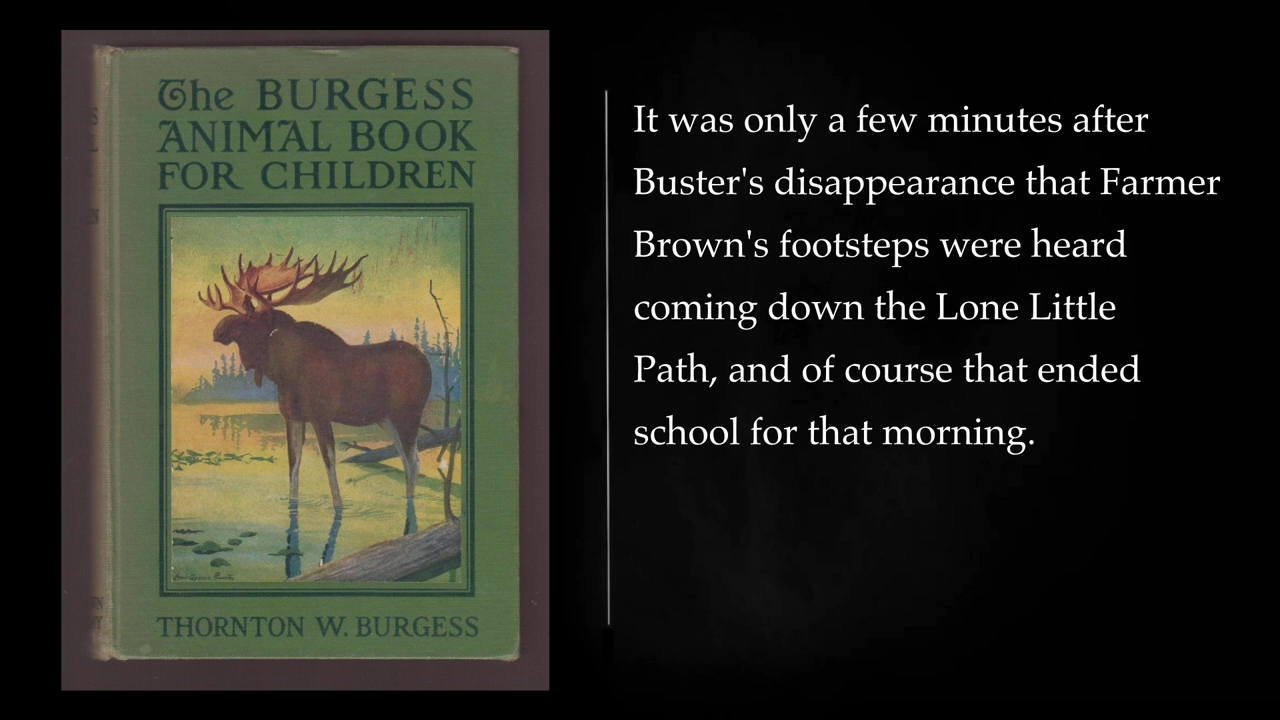 The BURGESS
ANIMAL BOOK
FOR CHILDREN
THORNTON W. BURGESS
It was only a few minutes after
Buster's disappearance that Farmer
Brown's footsteps were heard
coming down the Lone Little
Path, and of course that ended
school for that morning.